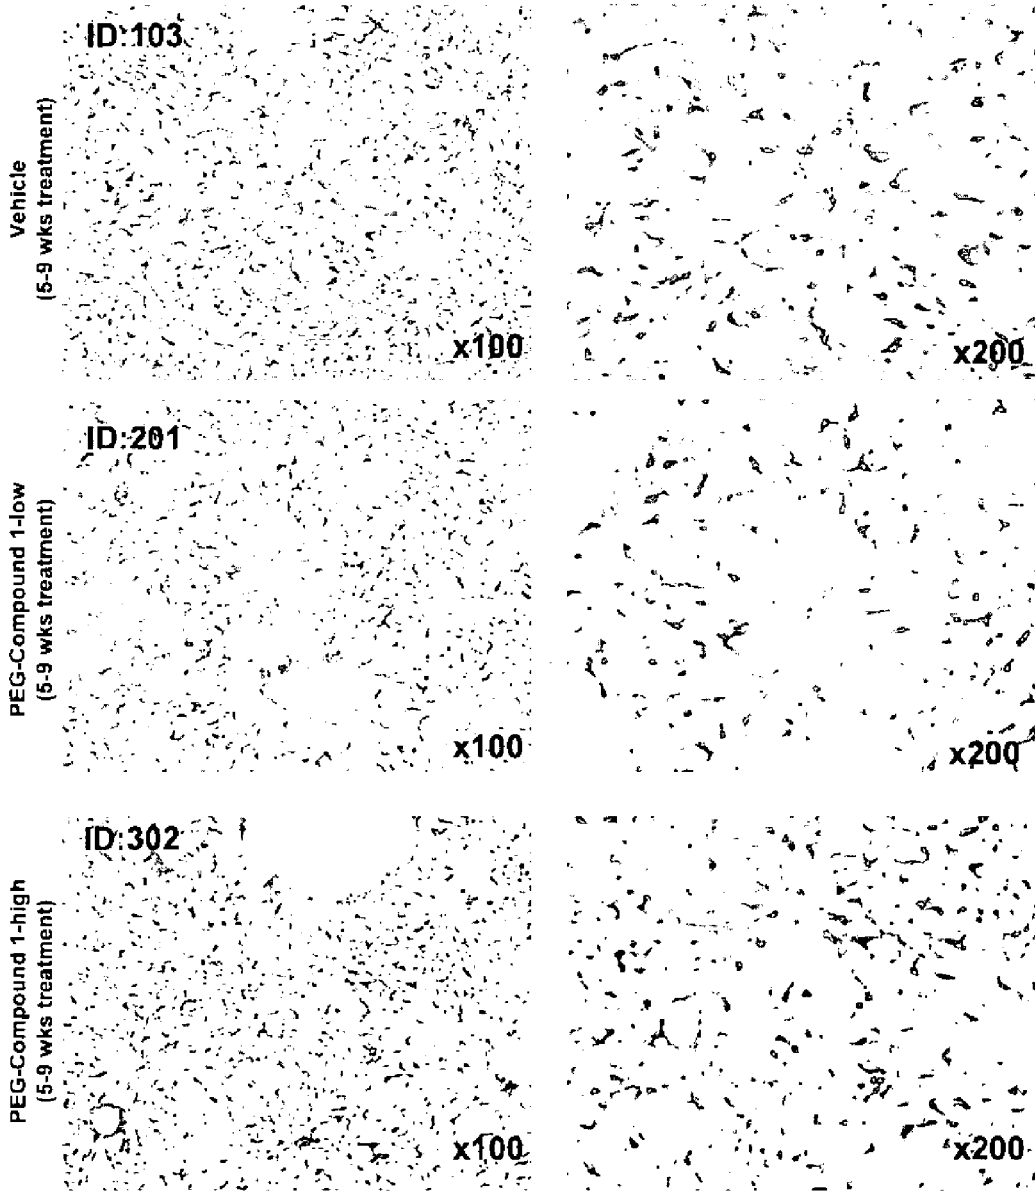 Vehicle
(5-9 wks treatment)
ID:103
x100
x200
PEG-Compound 1-low
(5-9 wks treatment)
ID:201
x100
x200
PEG-Compound 1-high
(5-9 wks treatment)
ID:302
x100
x200